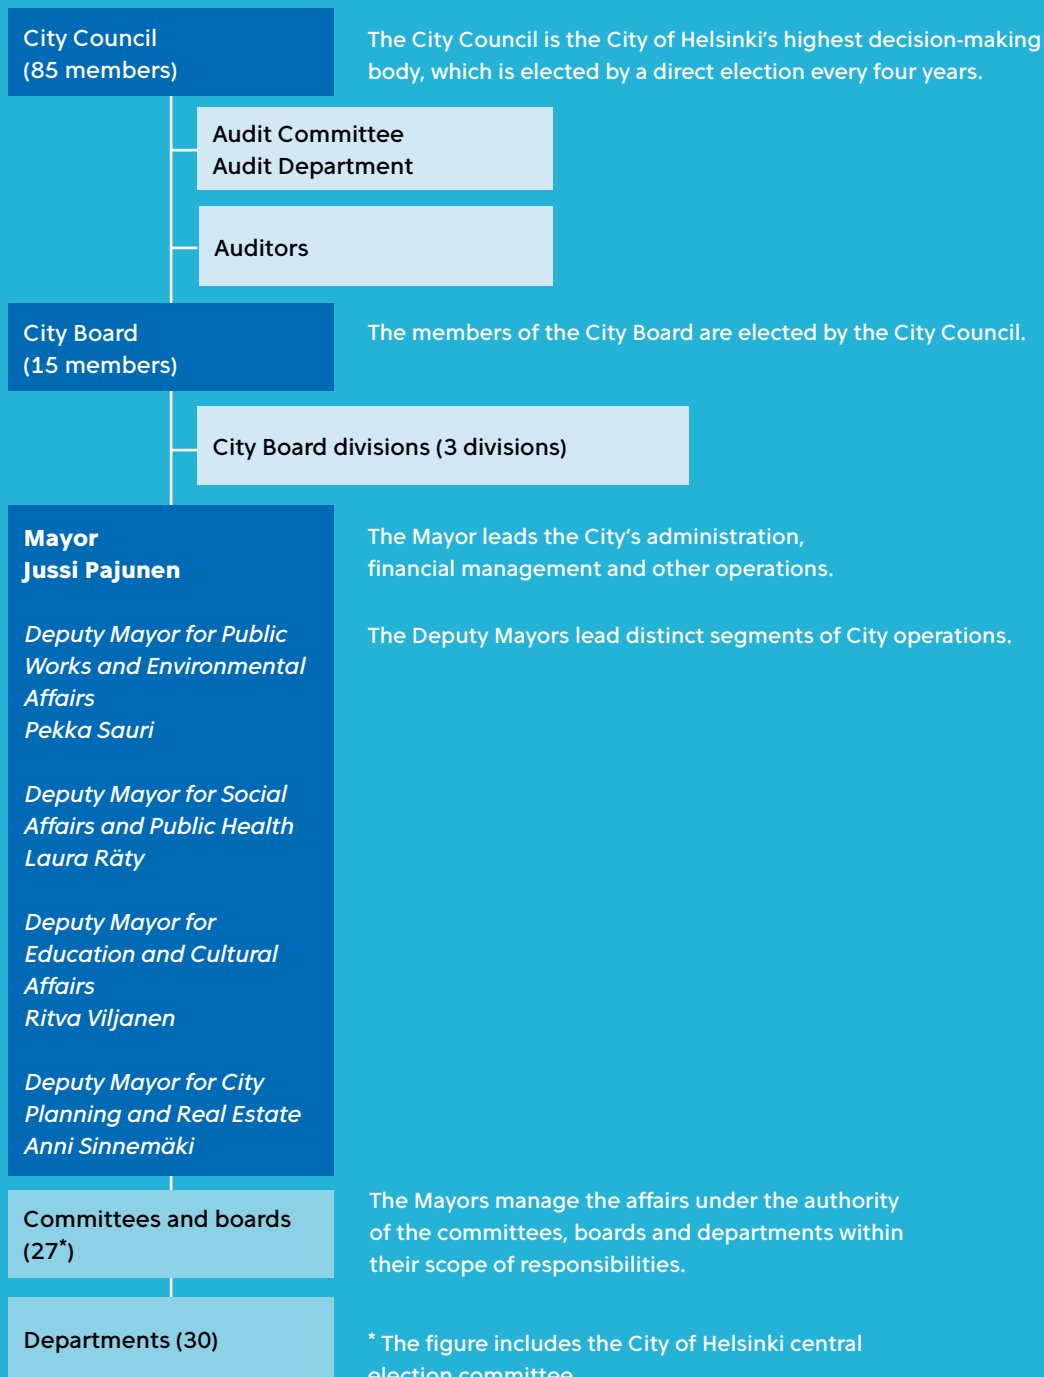 City Council
(85 members)
The City Council is the City of Helsinki’s highest decision-making
body, which is elected by a direct election every four years.
Audit Committee
Audit Department
Auditors
City Board
(15 members)
The members of the City Board are elected by the City Council.
City Board divisions (3 divisions)
Mayor
Jussi Pajunen
The Mayor leads the City’s administration,
financial management and other operations.
Deputy Mayor for Public
Works and Environmental
Affairs
Pekka Sauri
The Deputy Mayors lead distinct segments of City operations.
Deputy Mayor for Social
Affairs and Public Health
Laura Räty
Deputy Mayor for
Education and Cultural
Affairs
Ritva Viljanen
Deputy Mayor for City
Planning and Real Estate
Anni Sinnemäki
Committees and boards
(27*)
The Mayors manage the affairs under the authority
of the committees, boards and departments within
their scope of responsibilities.
Departments (30)
* The figure includes the City of Helsinki central
election committee